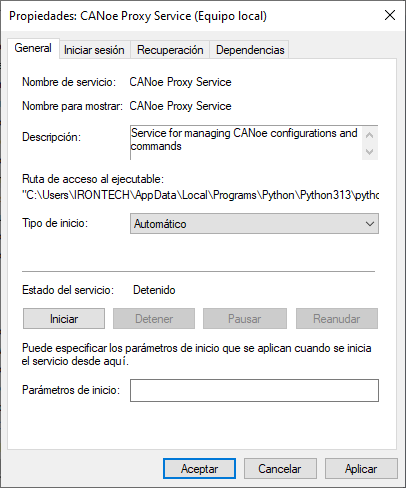 Propiedades: CANoe Proxy Service (Equipo local)
General Iniciar sesión Recuperación Dependencias
Nombre de servicio: CANoe Proxy Service
Nombre para mostrar: CANoe Proxy Service
Descripción: Service for managing CANoe configurations and
commands
Ruta de acceso al ejecutable:
"C:\Users\IRONTECH\AppData\Local\Programs\Python\Python313\pytho
Tipo de inicio: Automático
Estado del servicio: Detenido
Iniciar Detener Pausar Reanudar
Puede especificar los parámetros de inicio que se aplican cuando se inicia
el servicio desde aquí.
Parámetros de inicio:
Aceptar Cancelar Aplicar